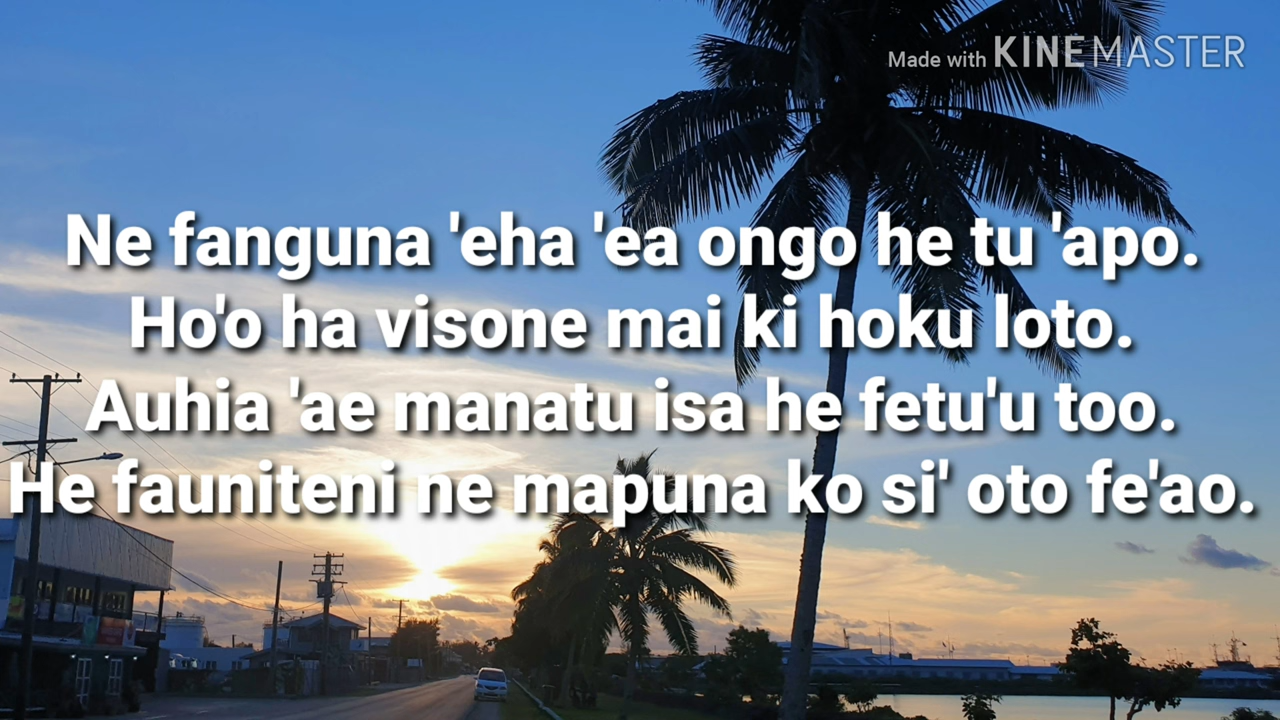 Made with KINEMASTER
Ne fanguna 'eha 'ea ongo he tu 'apo.
Ho'o ha visone mai ki hoku loto.
Auhia 'ae manatu isa he fetu'u too.
He fauniteni ne mapuna ko si' oto fe'ao.